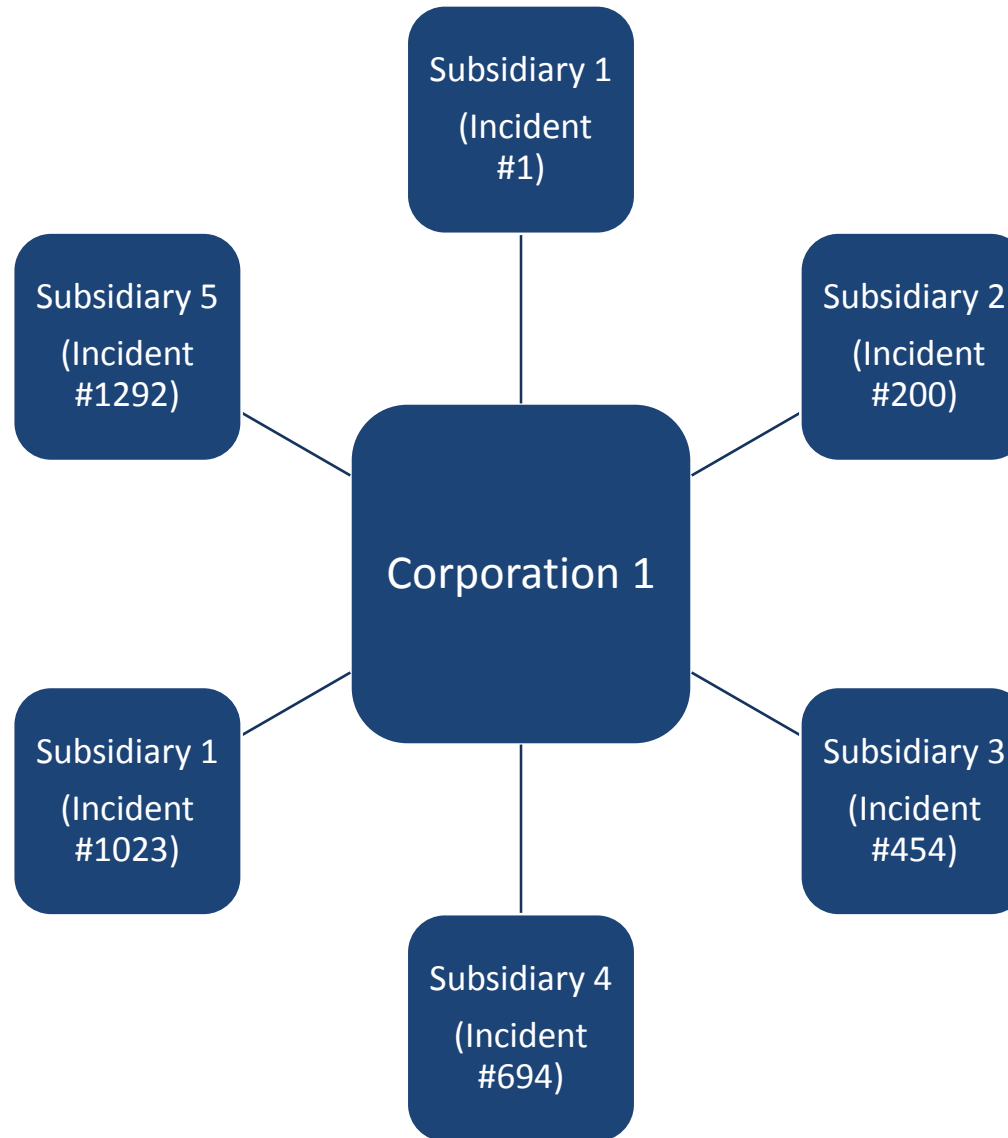 Subsidiary 1
(Incident
#1)
Subsidiary 5
(Incident
#1292)
Subsidiary 2
(Incident
#200)
Corporation 1
Subsidiary 1
(Incident
#1023)
Subsidiary 3
(Incident
#454)
Subsidiary 4
(Incident
#694)